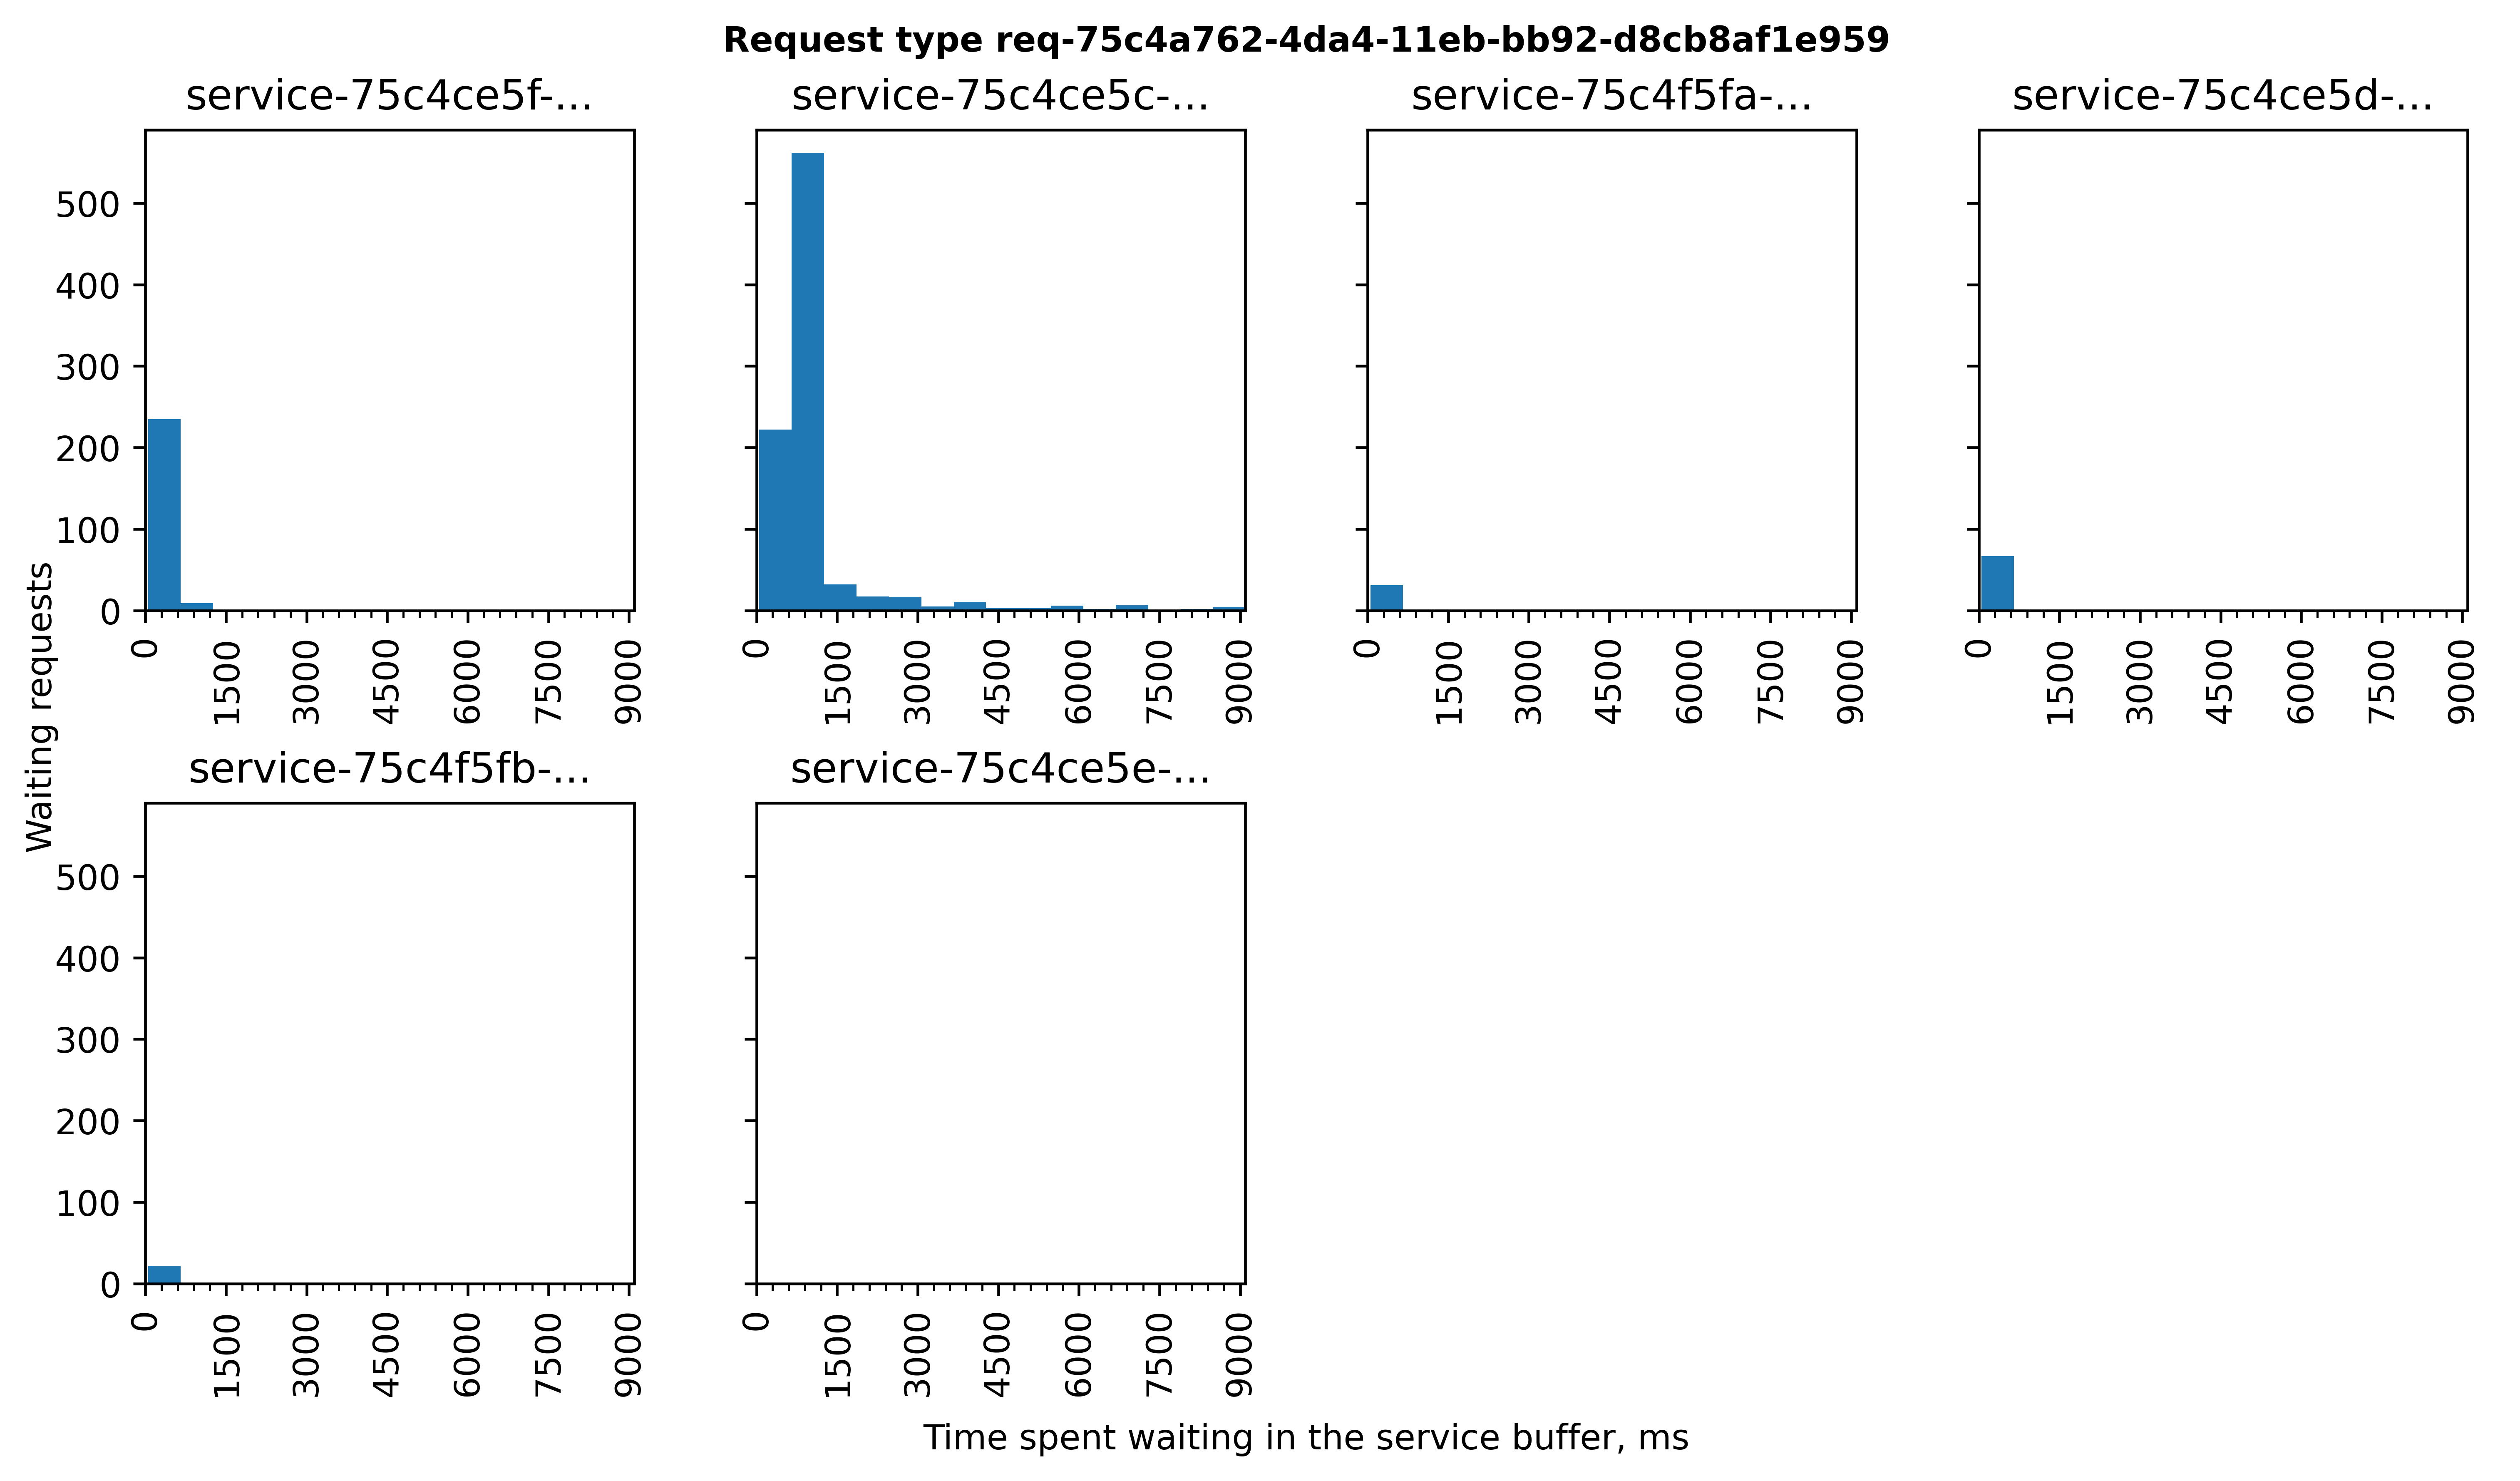 Request type req-75c4a762-4da4-11eb-bb92-d8cb8af1e959
service-75c4ce5f-...
service-75c4ce5c-...
service-75c4f5fa-...
service-75c4ce5d-...
500
400
300
200
100
0
0 1500 3000 4500 6000 7500 9000
0 1500 3000 4500 6000 7500 9000
0 1500 3000 4500 6000 7500 9000
0 1500 3000 4500 6000 7500 9000
Waiting requests
service-75c4f5fb-...
service-75c4ce5e-...
500
400
300
200
100
0
0 1500 3000 4500 6000 7500 9000
0 1500 3000 4500 6000 7500 9000
Time spent waiting in the service buffer, ms